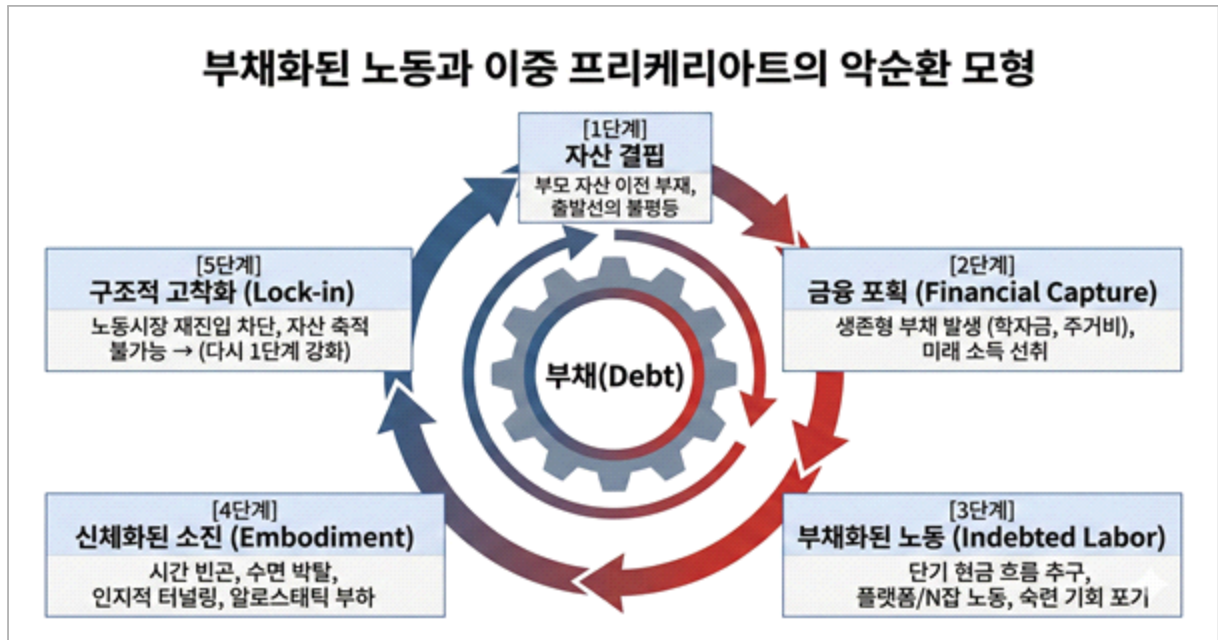 부채화된 노동과 이중 프리케리아트의 악순환 모형
[1단계]
자산 결핍
부모 자산 이전 부재,
출발선의 불평등
[2단계]
금융 포획 (Financial Capture)
생존형 부채 발생 (학자금, 주거비),
미래 소득 선취
[3단계]
부채화된 노동 (Indebted Labor)
단기 현금 흐름 추구,
플랫폼/N잡 노동, 숙련 기회 포기
[4단계]
신체화된 소진 (Embodiment)
시간 빈곤, 수면 박탈,
인지적 터널링, 알로스태틱 부하
[5단계]
구조적 고착화 (Lock-in)
노동시장 재진입 차단, 자산 축적
불가능 → (다시 1단계 강화)
부채(Debt)